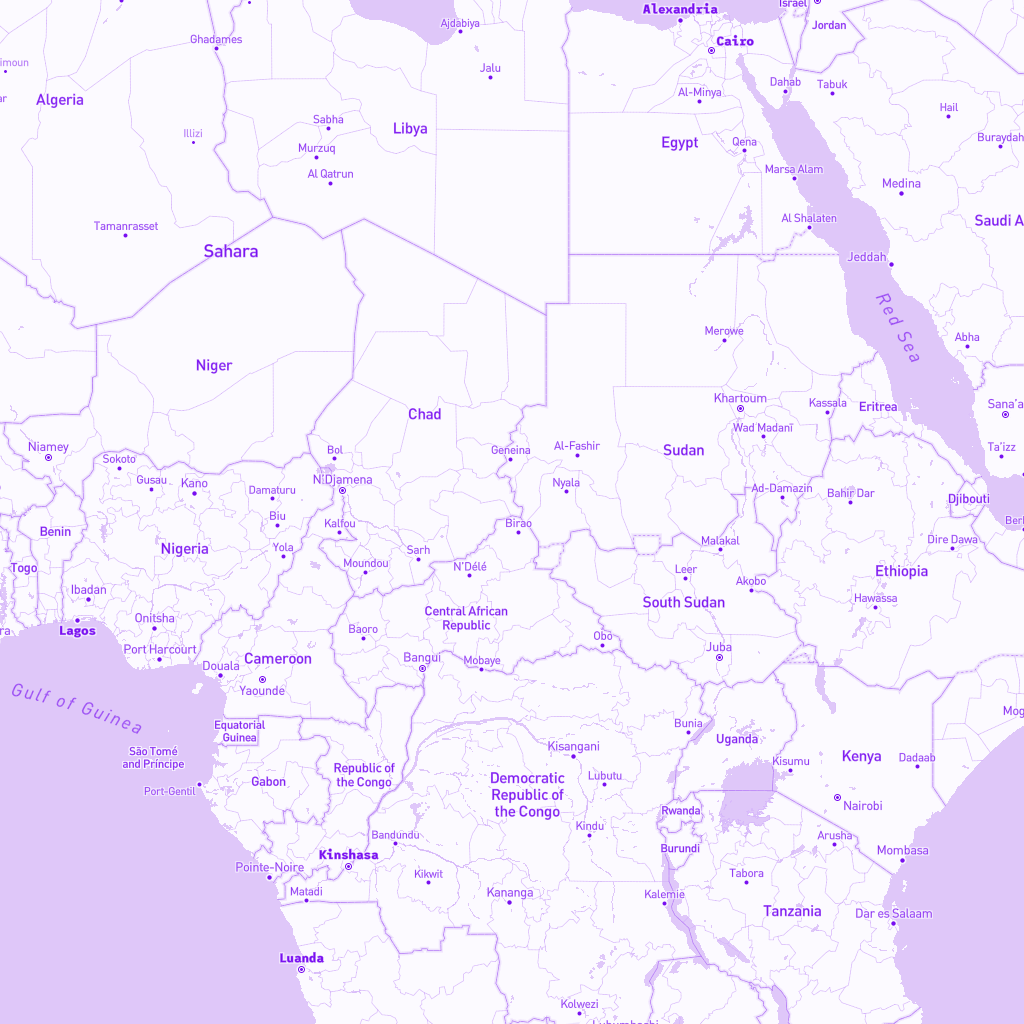 Alexandria
Israel
Ajdabiya
Jordan
Ghadames
Cairo
Jalu
Dahab
Tabuk
Al-Minya
Algeria
Hail
Sabha
Libya
Illizi
Egypt
Qena
Buraydah
Murzuq
Al Qatrun
Marsa Alam
Medina
Tamanrasset
Al Shalaten
Saudi A
Sahara
Jeddah
Red Sea
Merowe
Abha
Niger
Khartoum
Kassala
Eritrea
Sana'a
Chad
Wad Madanī
Niamey
Bol
Geneina
Al-Fashir
Sudan
Ta'izz
Sokoto
Gusau
Kano
N'Djamena
Nyala
Damaturu
Ad-Damazin
Bahir Dar
Djibouti
Biu
Kalfou
Birao
Ber
Benin
Nigeria
Yola
Sarh
Malakal
Dire Dawa
Togo
Moundou
N'Délé
Leer
Ethiopia
Ibadan
Akobo
Hawassa
South Sudan
Central African
Republic
Onitsha
Lagos
Baoro
Obo
Port Harcourt
Cameroon
Bangui
Mobaye
Juba
Douala
Yaounde
Gulf of Guinea
Equatorial
Guinea
Bunia
Mog
Uganda
São Tomé
and Príncipe
Kisangani
Kenya
Dadaab
Kisumu
Republic of
the Congo
Gabon
Democratic
Republic of
the Congo
Lubutu
Port-Gentil
Nairobi
Rwanda
Kindu
Bandundu
Arusha
Burundi
Kinshasa
Mombasa
Pointe-Noire
Kikwit
Tabora
Matadi
Kananga
Kalemie
Tanzania
Dar es Salaam
Luanda
Kolwezi